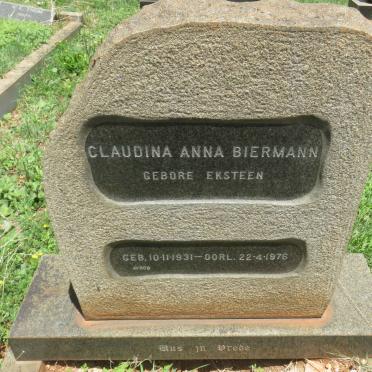 CLAUDINA ANNA BIERMANN
GEBORE EKSTEEN
GEB. 10-11-1931 — OORL. 22-4-1976
Rus in Vrede